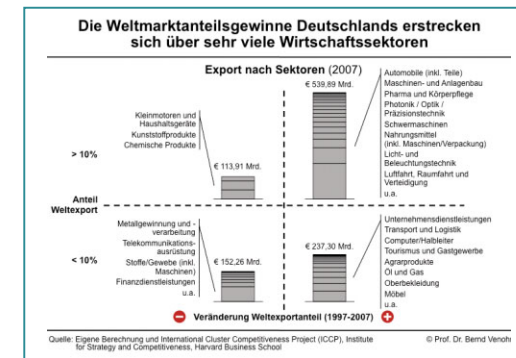 Die Weltmarktanteilsgewinne Deutschlands erstrecken
sich über sehr viele Wirtschaftssektoren
Export nach Sektoren (2007)
Kleinmotoren und
Haushaltsgeräte
Kunststoffprodukte
Chemische Produkte
> 10%
€ 113,91 Mrd.
€ 539,89 Mrd.
Automobile (inkl. Teile)
Maschinen- und Anlagenbau
Pharma und Körperpflege
Photonik / Optik /
Präzisionstechnik
Schwermaschinen
Nahrungsmittel
(inkl. Maschinen/Verpackung)
Licht- und
Beleuchtungstechnik
Luftfahrt, Raumfahrt und
Verteidigung
u.a.
Anteil
Weltexport
Metallgewinnung und -
verarbeitung
Telekommunikations-
ausrüstung
Stoffe/Gewebe (inkl.
Maschinen)
Finanzdienstleistungen
u.a.
< 10%
€ 152,26 Mrd.
€ 237,30 Mrd.
Unternehmensdienstleistungen
Transport und Logistik
Computer/Halbleiter
Tourismus und Gastgewerbe
Agrarprodukte
Öl und Gas
Oberbekleidung
Möbel
u.a.
Veränderung Weltexportanteil (1997-2007)
Quelle: Eigene Berechnung und International Cluster Competitiveness Project (ICCP), Institute
for Strategy and Competitiveness, Harvard Business School
© Prof. Dr. Bernd Venohr